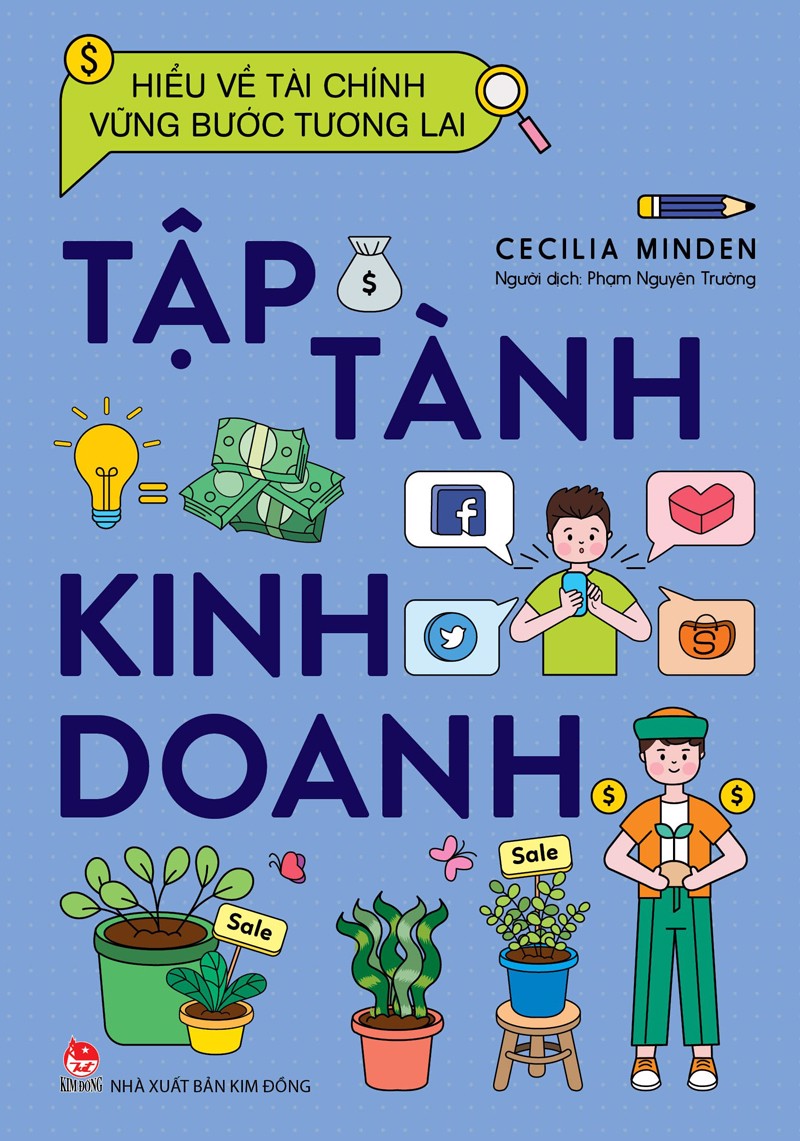 $
HIỂU VỀ TÀI CHÍNH
VỮNG BƯỚC TƯƠNG LAI
CECILIA MINDEN
Người dịch: Phạm Nguyên Trường
TẬP
$
TÀNH
f
KINH
S
DOANH
$
$
Sale
Sale
KIM ĐỒNG
NHÀ XUẤT BẢN KIM ĐỒNG